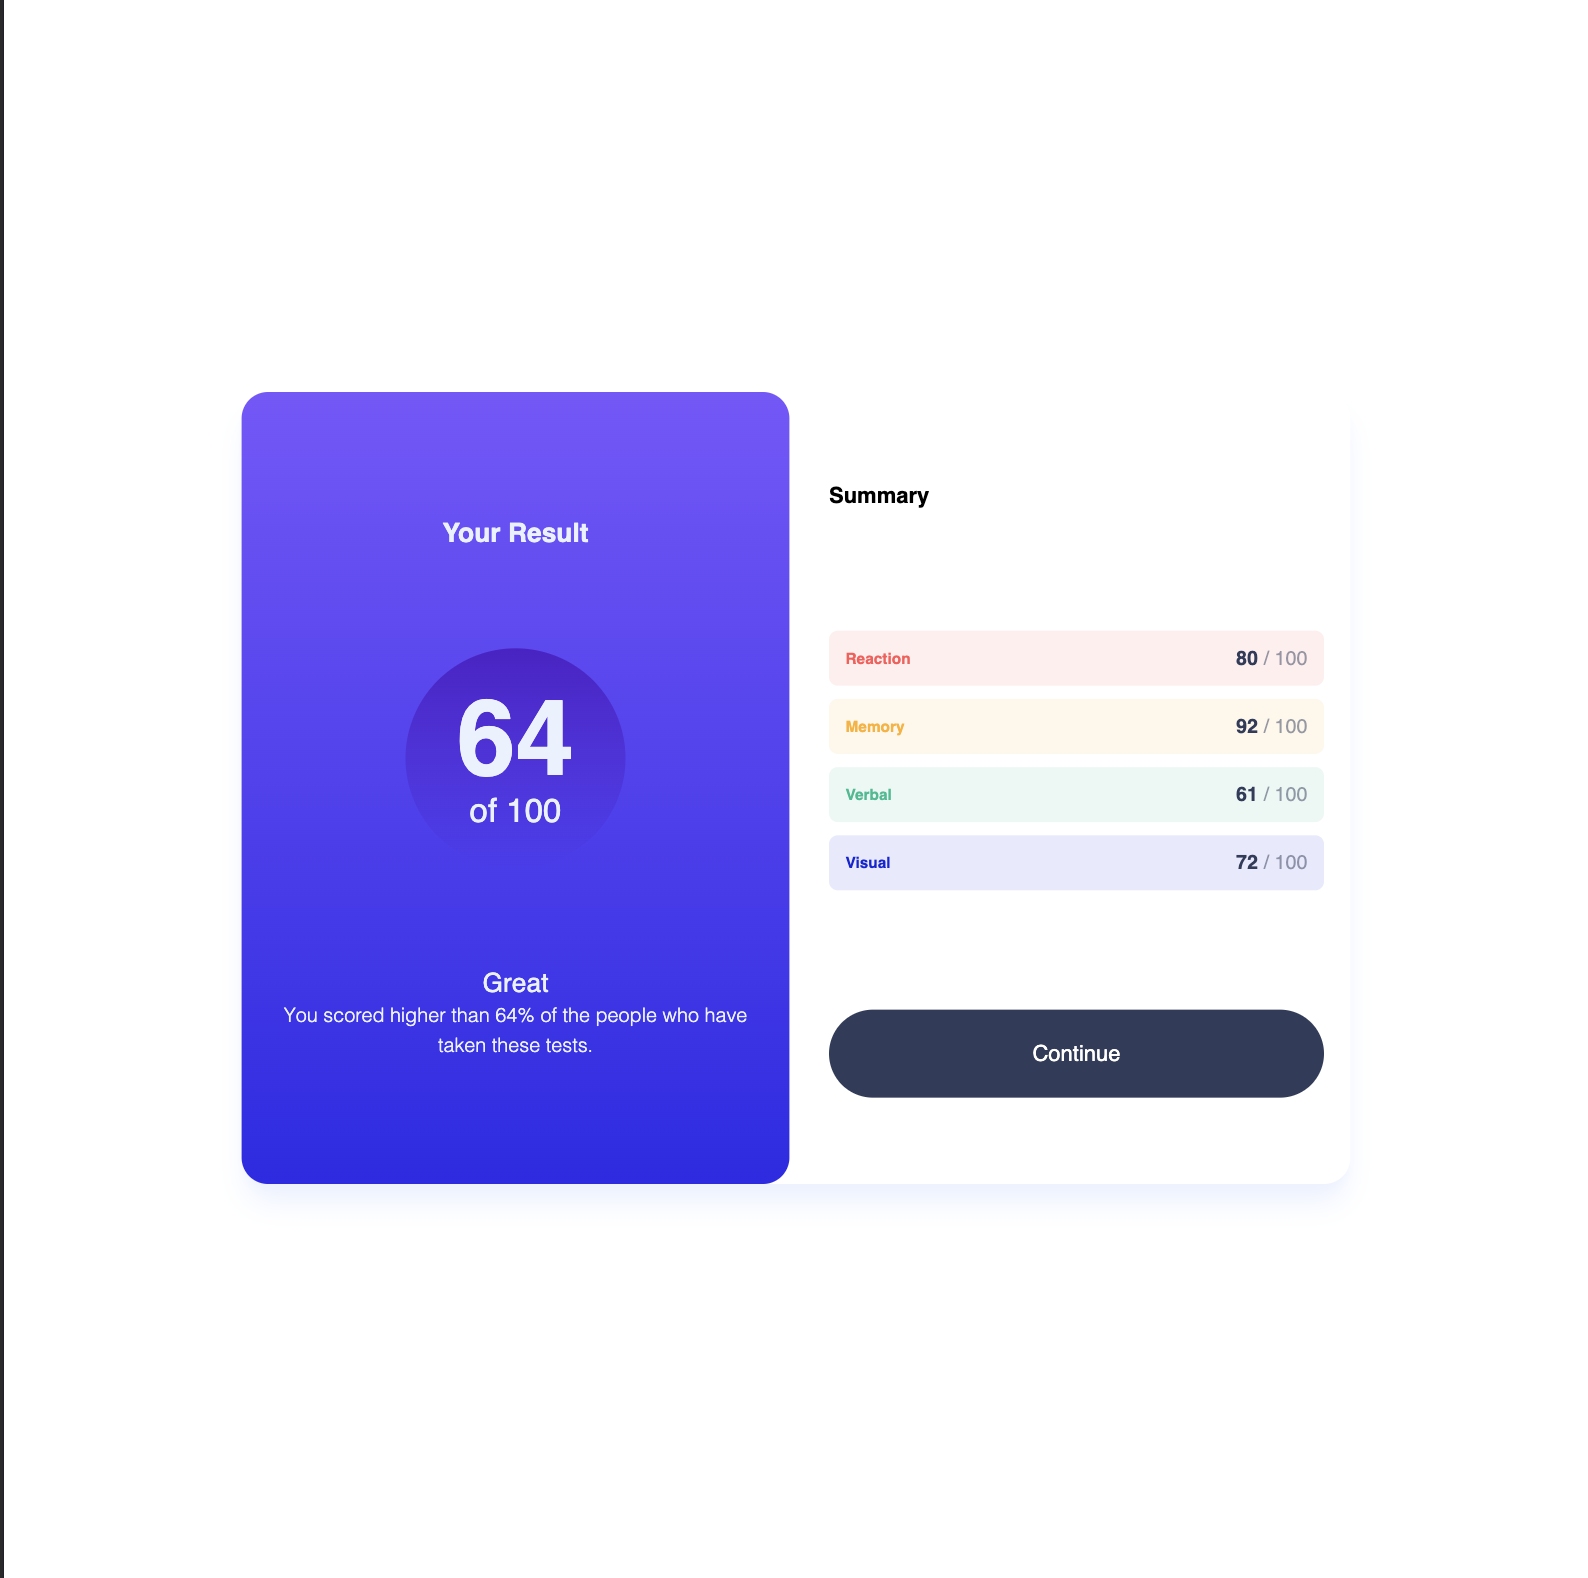 Your Result
64
of 100
Great
You scored higher than 64% of the people who have
taken these tests.
Summary
Reaction 80 / 100
Memory 92 / 100
Verbal 61 / 100
Visual 72 / 100
Continue